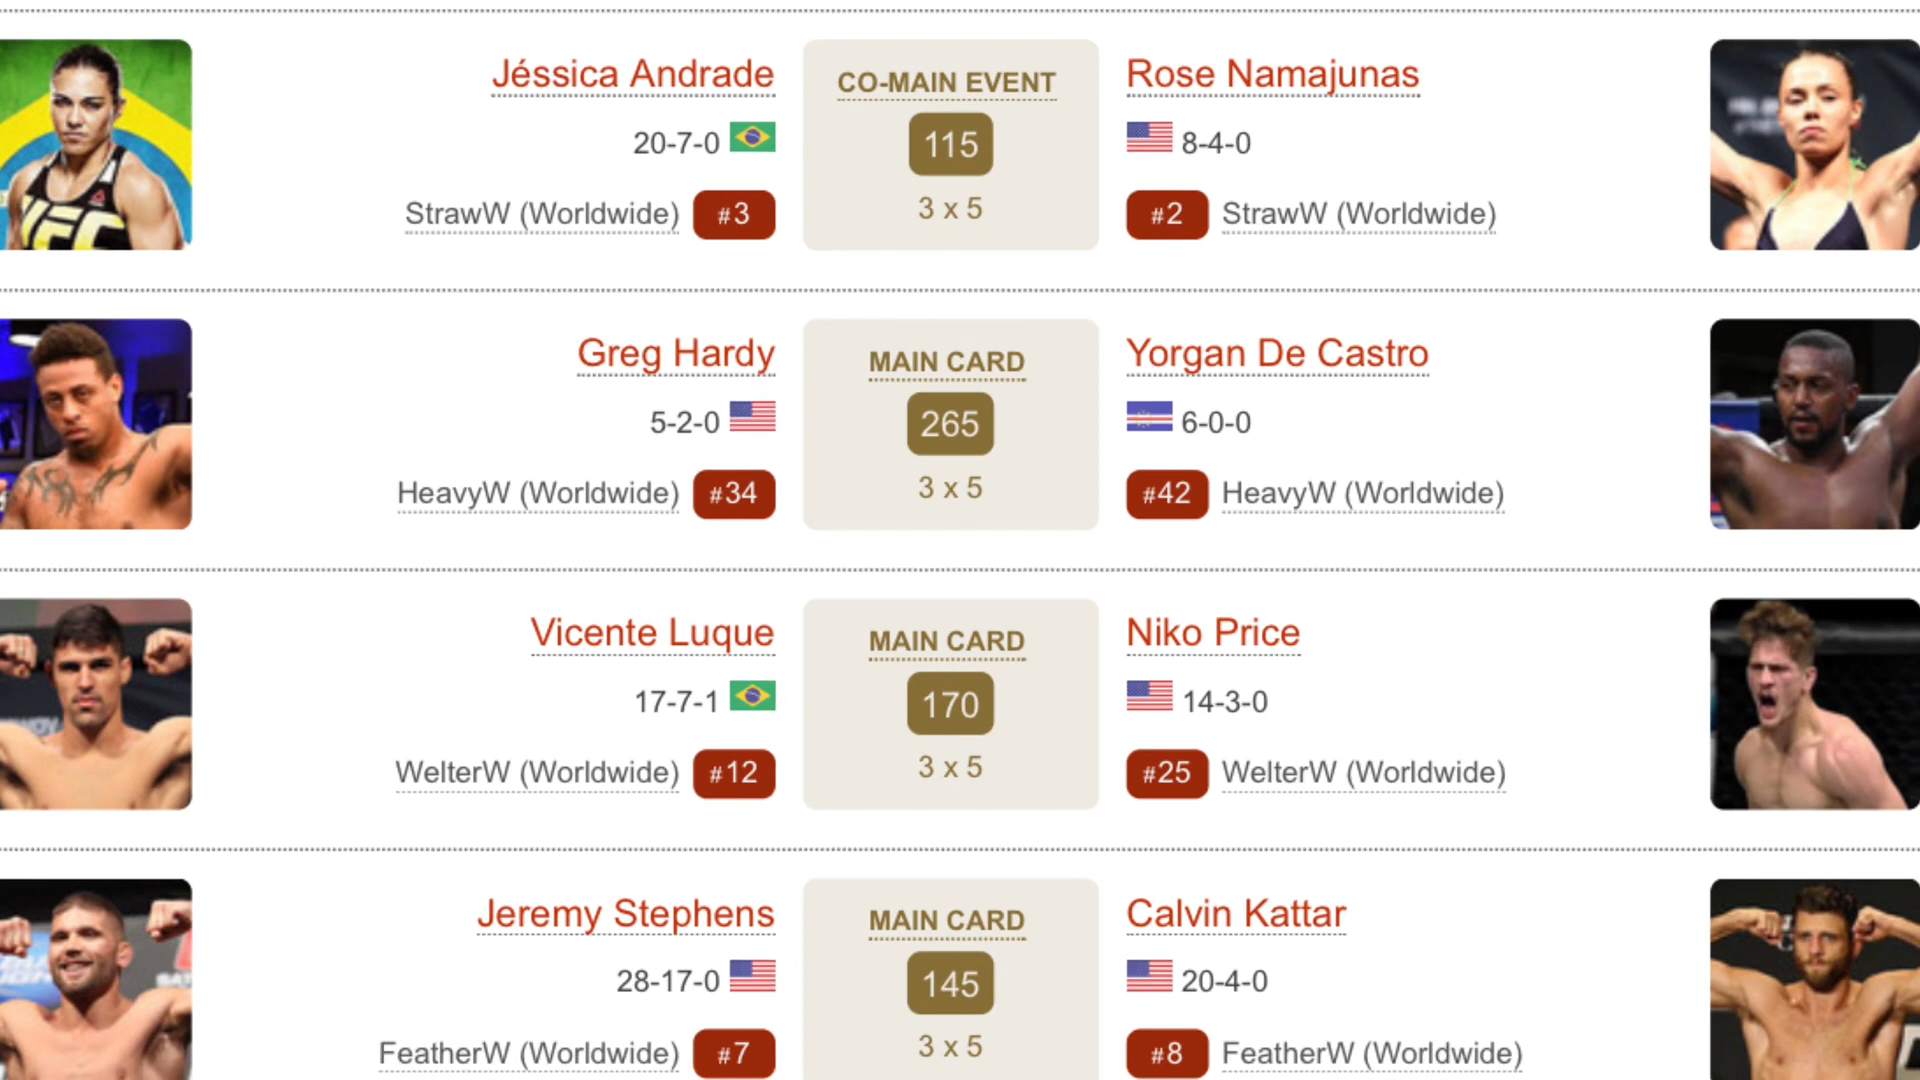 Jéssica Andrade
20-7-0
StrawW (Worldwide) #3
CO-MAIN EVENT
115
3 x 5
Rose Namajunas
8-4-0
#2 StrawW (Worldwide)
UFC
Greg Hardy
5-2-0
HeavyW (Worldwide) #34
MAIN CARD
265
3 x 5
Yorgan De Castro
6-0-0
#42 HeavyW (Worldwide)
Vicente Luque
17-7-1
WelterW (Worldwide) #12
MAIN CARD
170
3 x 5
Niko Price
14-3-0
#25 WelterW (Worldwide)
Jeremy Stephens
28-17-0
FeatherW (Worldwide) #7
MAIN CARD
145
3 x 5
Calvin Kattar
20-4-0
#8 FeatherW (Worldwide)